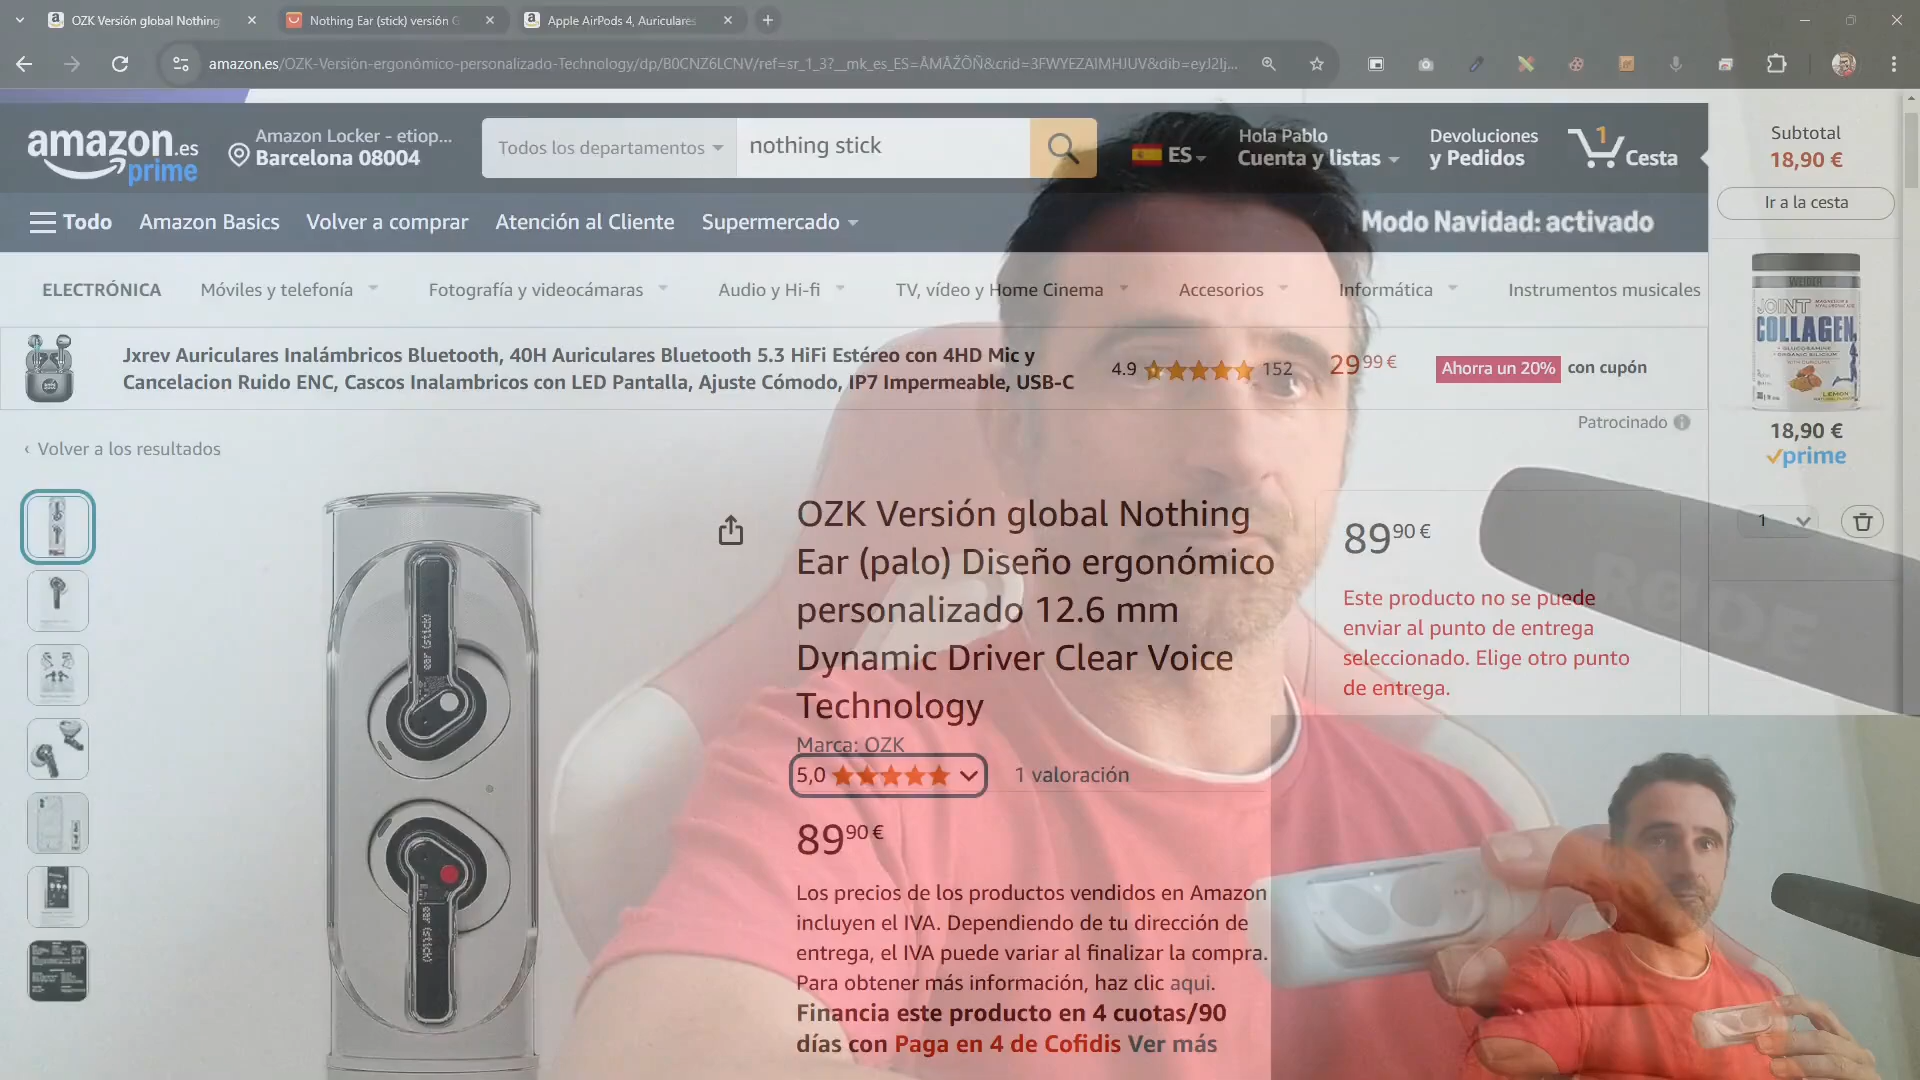 OZK Versión global Nothing
Nothing Ear (stick) versión G
Apple AirPods 4, Auriculares
amazon.es/OZK-Versión-ergonómico-personalizado-Technology/dp/B0CNZ6LCNV/ref=sr_1_3?__mk_es_ES=ÅMÅŽÕÑ&crid=3FWYEZAIMHJUV&dib=eyJ2Ij...
amazon.es
prime
Amazon Locker - etiop...
Barcelona 08004
Todos los departamentos
nothing stick
ES
Hola Pablo
Cuenta y listas
Devoluciones
y Pedidos
1
Cesta
Subtotal
18,90 €
Ir a la cesta
Todo
Amazon Basics
Volver a comprar
Atención al Cliente
Supermercado
Modo Navidad: activado
ELECTRÓNICA
Móviles y telefonía
Fotografía y videocámaras
Audio y Hi-fi
TV, vídeo y Home Cinema
Accesorios
Informática
Instrumentos musicales
Jxrev Auriculares Inalámbricos Bluetooth, 40H Auriculares Bluetooth 5.3 HiFi Estéreo con 4HD Mic y
Cancelacion Ruido ENC, Cascos Inalambricos con LED Pantalla, Ajuste Cómodo, IP7 Impermeable, USB-C
4.9
152
29,99 €
Ahorra un 20%
con cupón
Patrocinado
WEIDER
JOINT
COLLAGEN
LEMON
18,90 €
prime
1
Volver a los resultados
ear (stick)
ear (stick)
OZK Versión global Nothing
Ear (palo) Diseño ergonómico
personalizado 12.6 mm
Dynamic Driver Clear Voice
Technology
Marca: OZK
5,0
1 valoración
89,90 €
Los precios de los productos vendidos en Amazon
incluyen el IVA. Dependiendo de tu dirección de
entrega, el IVA puede variar al finalizar la compra.
Para obtener más información, haz clic aqui.
Financia este producto en 4 cuotas/90
días con Paga en 4 de Cofidis Ver más
89,90 €
Este producto no se puede
enviar al punto de entrega
seleccionado. Elige otro punto
de entrega.
RØDE